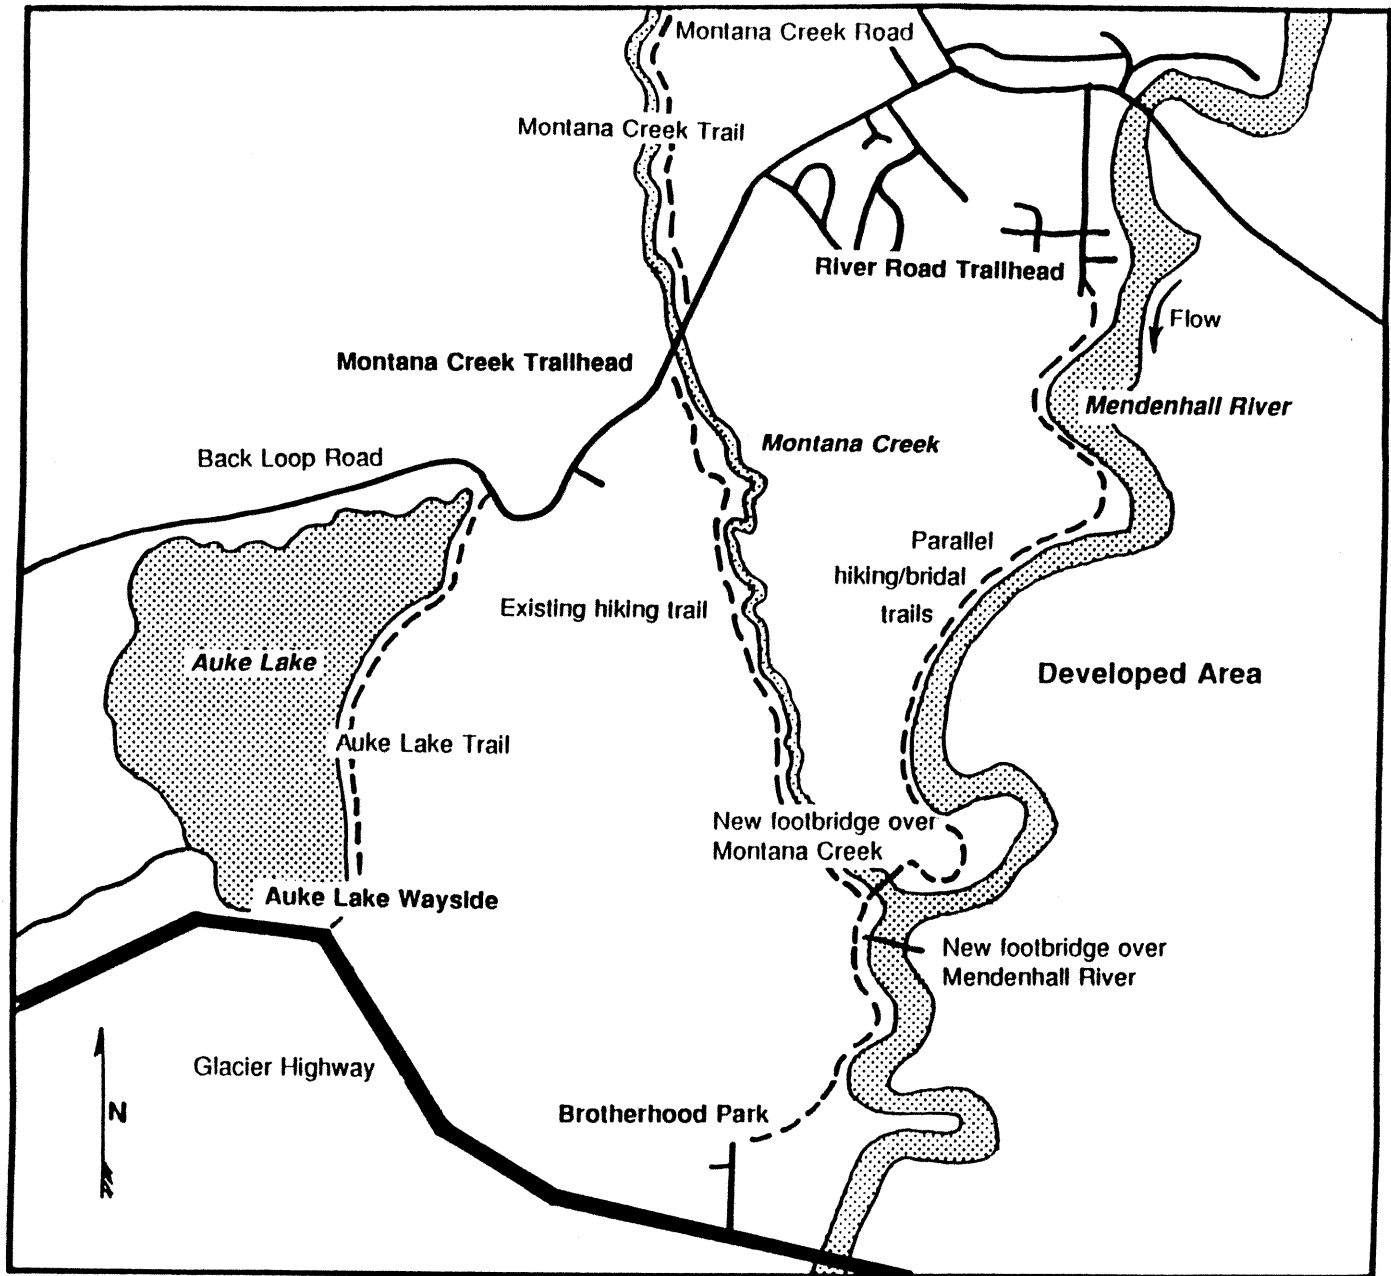 Montana Creek Road
Montana Creek Trail
River Road Trailhead
Flow
Montana Creek Trailhead
Mendenhall River
Montana Creek
Back Loop Road
Parallel
hiking/bridal
trails
Existing hiking trail
Auke Lake
Developed Area
Auke Lake Trail
New footbridge over
Montana Creek
Auke Lake Wayside
New footbridge over
Mendenhall River
Glacier Highway
N
Brotherhood Park